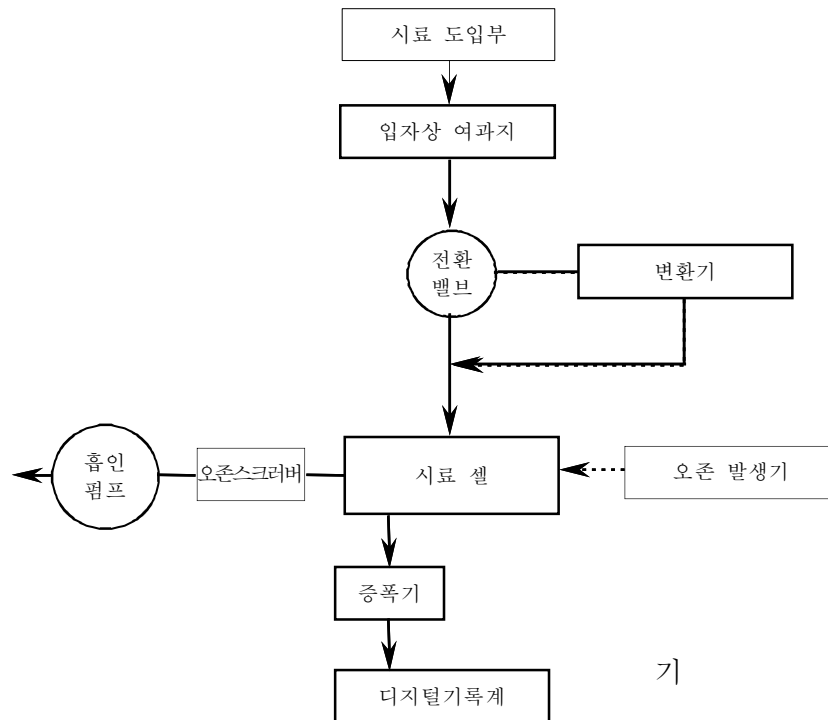 시료 도입부
입자상 여과지
전환
밸브
변환기
흡인
펌프
오존스크러버
시료 셀
오존 발생기
증폭기
기
디지털기록계